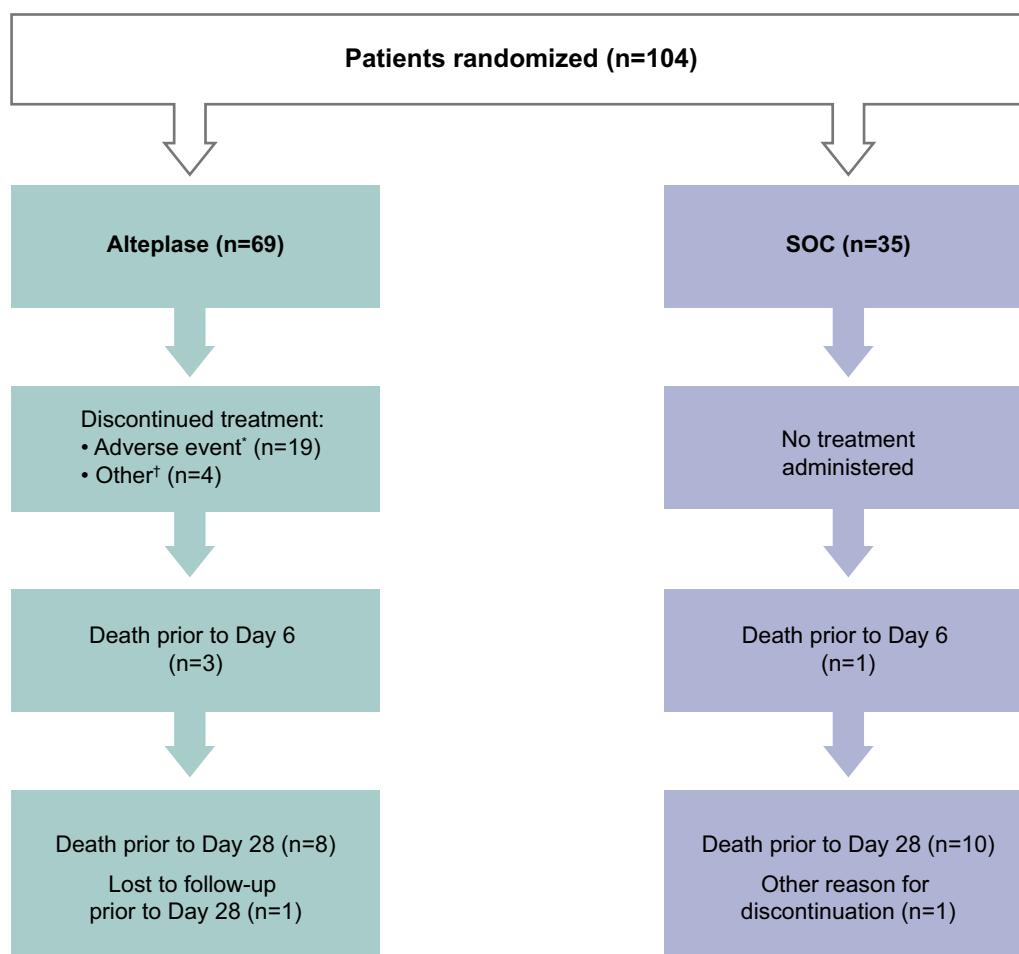 Patients randomized (n=104)
Alteplase (n=69)
SOC (n=35)
Discontinued treatment:
• Adverse event* (n=19)
• Other† (n=4)
No treatment
administered
Death prior to Day 6
(n=3)
Death prior to Day 6
(n=1)
Death prior to Day 28 (n=8)
Lost to follow-up
prior to Day 28 (n=1)
Death prior to Day 28 (n=10)
Other reason for
discontinuation (n=1)